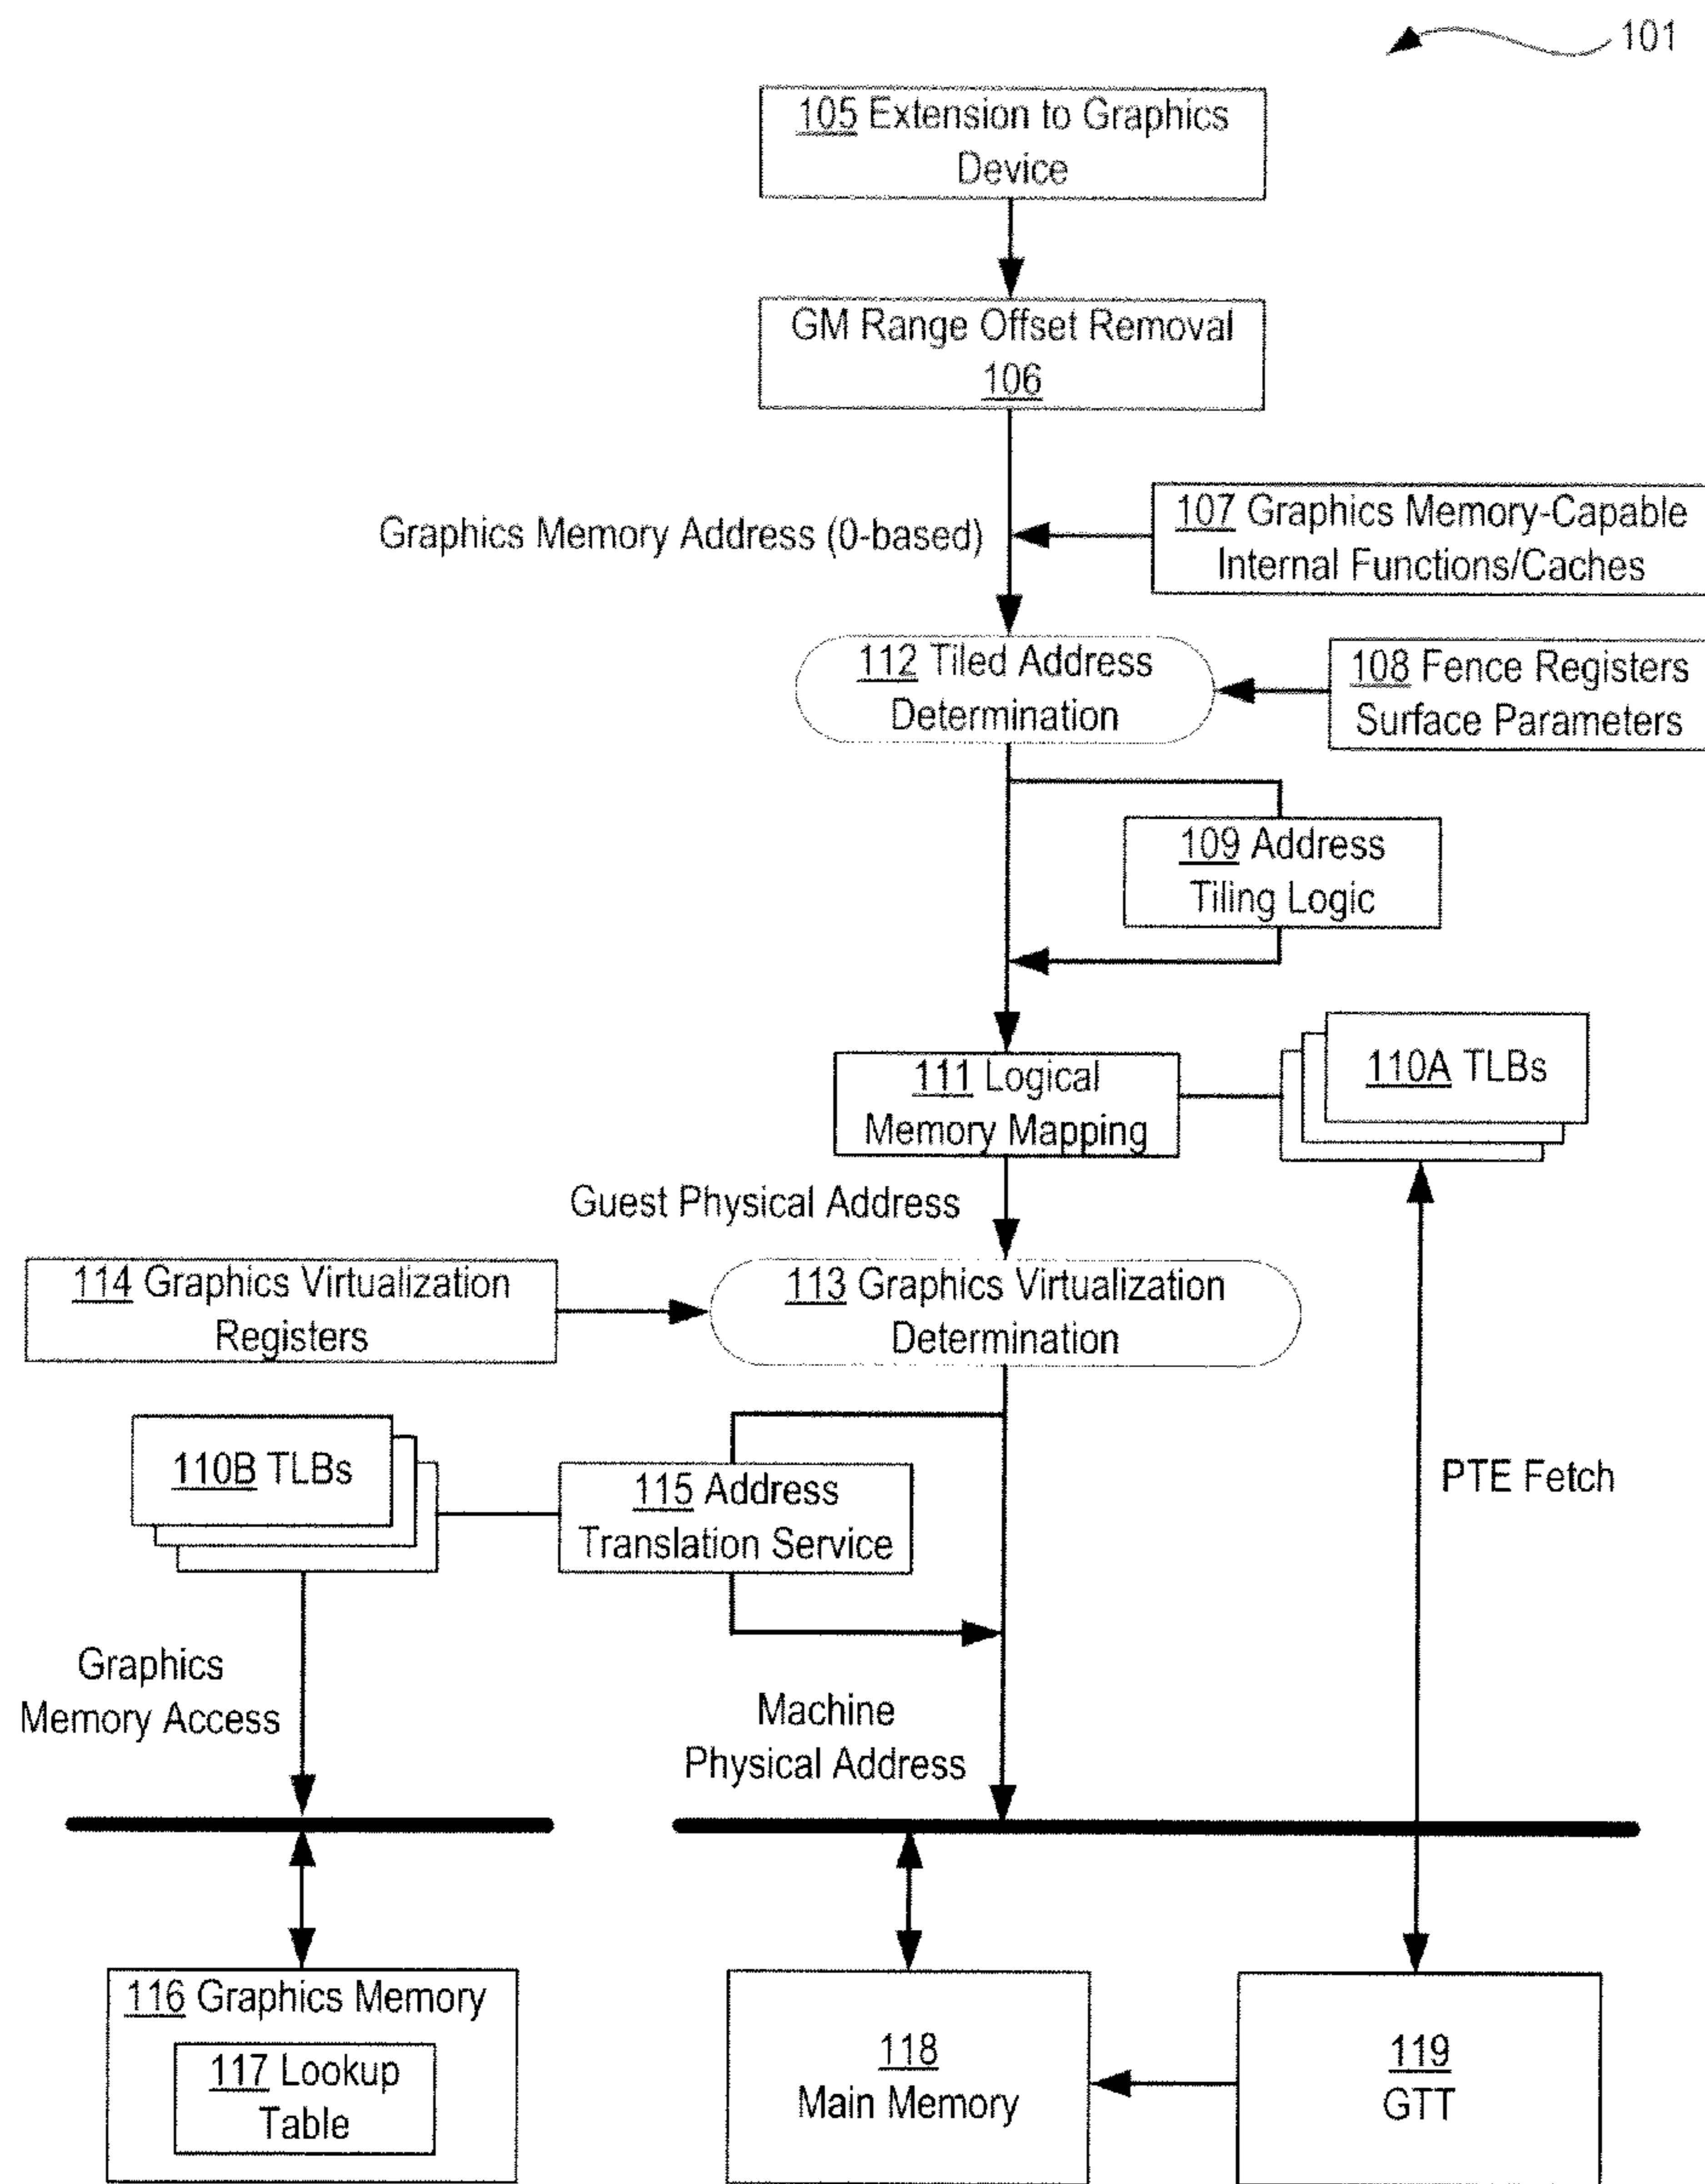 101
105 Extension to Graphics
Device
GM Range Offset Removal
106
Graphics Memory Address (0-based)
107 Graphics Memory-Capable
Internal Functions/Caches
112 Tiled Address
Determination
108 Fence Registers
Surface Parameters
109 Address
Tiling Logic
111 Logical
Memory Mapping
110A TLBs
Guest Physical Address
114 Graphics Virtualization
Registers
113 Graphics Virtualization
Determination
110B TLBs
115 Address
Translation Service
PTE Fetch
Graphics
Memory Access
Machine
Physical Address
116 Graphics Memory
117 Lookup
Table
118
Main Memory
119
GTT